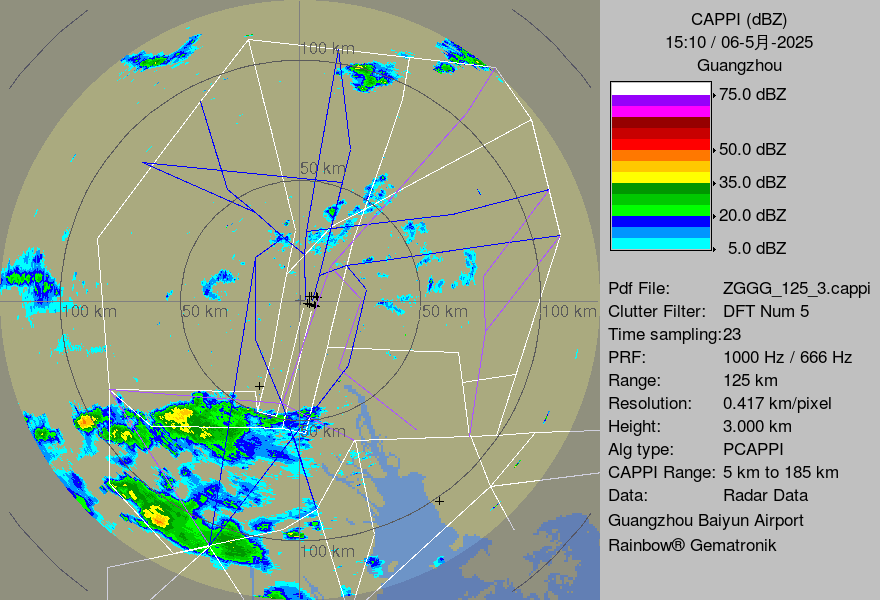 CAPPI (dBZ)
15:10 / 06-5月-2025
Guangzhou
75.0 dBZ
50.0 dBZ
35.0 dBZ
20.0 dBZ
5.0 dBZ
Pdf File: ZGGG_125_3.cappi
Clutter Filter: DFT Num 5
Time sampling:23
PRF: 1000 Hz / 666 Hz
Range: 125 km
Resolution: 0.417 km/pixel
Height: 3.000 km
Alg type: PCAPPI
CAPPI Range: 5 km to 185 km
Data: Radar Data
Guangzhou Baiyun Airport
Rainbow® Gematronik
100 km
50 km
100 km
50 km
50 km
100 km
50 km
100 km